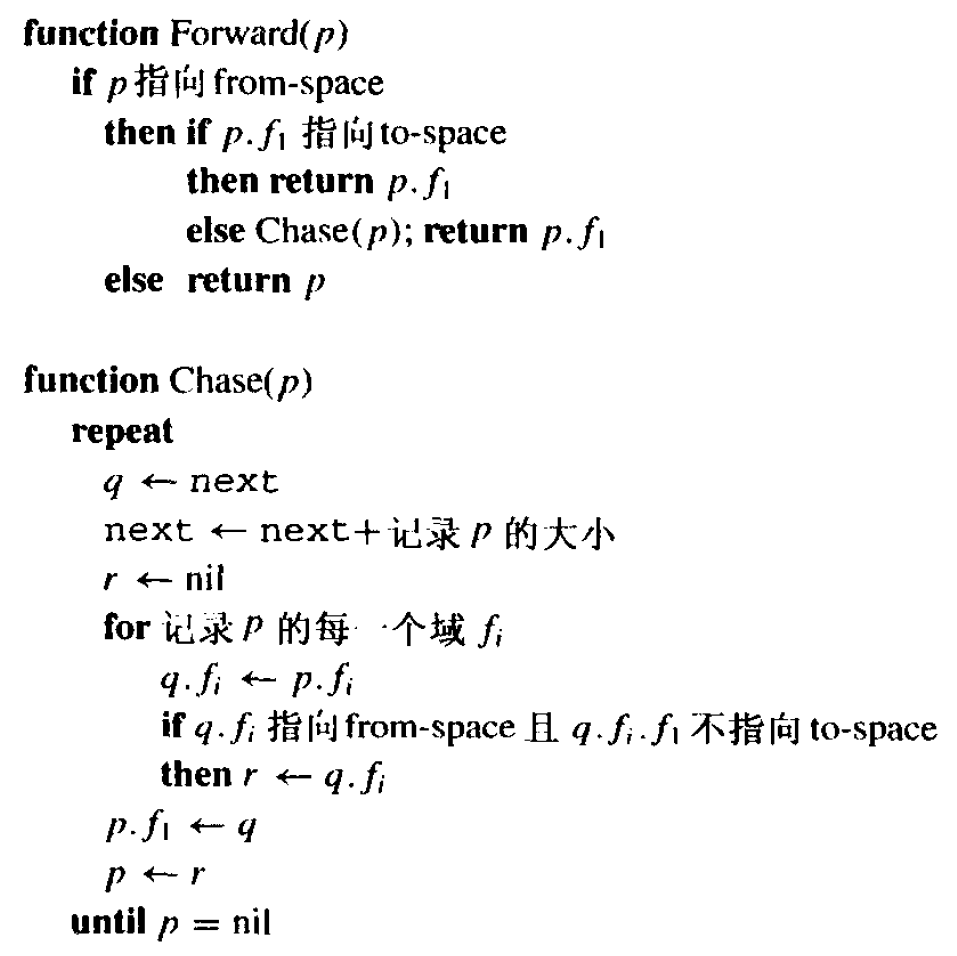 function Forward(p)
if p 指向 from-space
then if p.f₁ 指向 to-space
then return p.f₁
else Chase(p); return p.f₁
else return p
function Chase(p)
repeat
q ← next
next ← next+记录 p 的大小
r ← nil
for 记录 p 的每一个域 fᵢ
q.fᵢ ← p.fᵢ
if q.fᵢ 指向 from-space 且 q.fᵢ.f₁ 不指向 to-space
then r ← q.fᵢ
p.f₁ ← q
p ← r
until p = nil